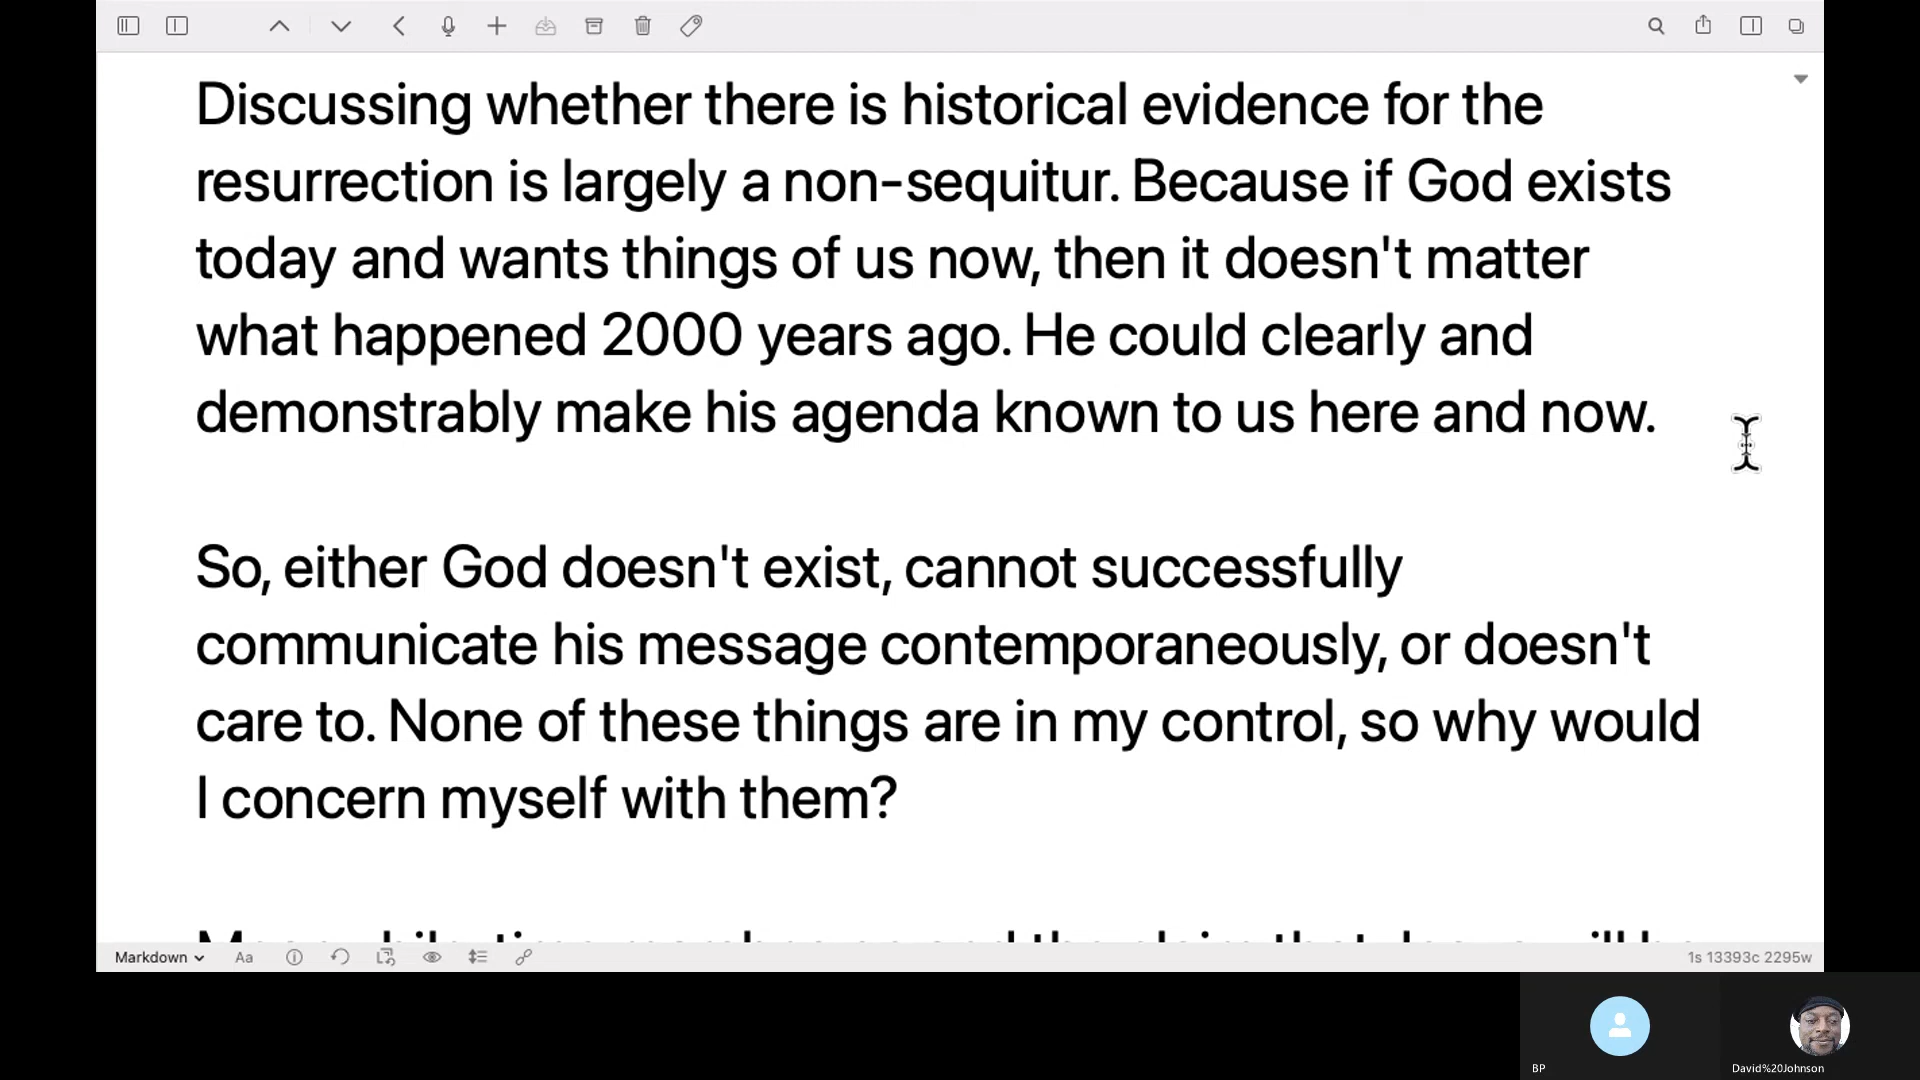 Discussing whether there is historical evidence for the
resurrection is largely a non-sequitur. Because if God exists
today and wants things of us now, then it doesn't matter
what happened 2000 years ago. He could clearly and
demonstrably make his agenda known to us here and now.
So, either God doesn't exist, cannot successfully
communicate his message contemporaneously, or doesn't
care to. None of these things are in my control, so why would
I concern myself with them?
Markdown
Aa
1s 13393c 2295w
BP
David%20Johnson